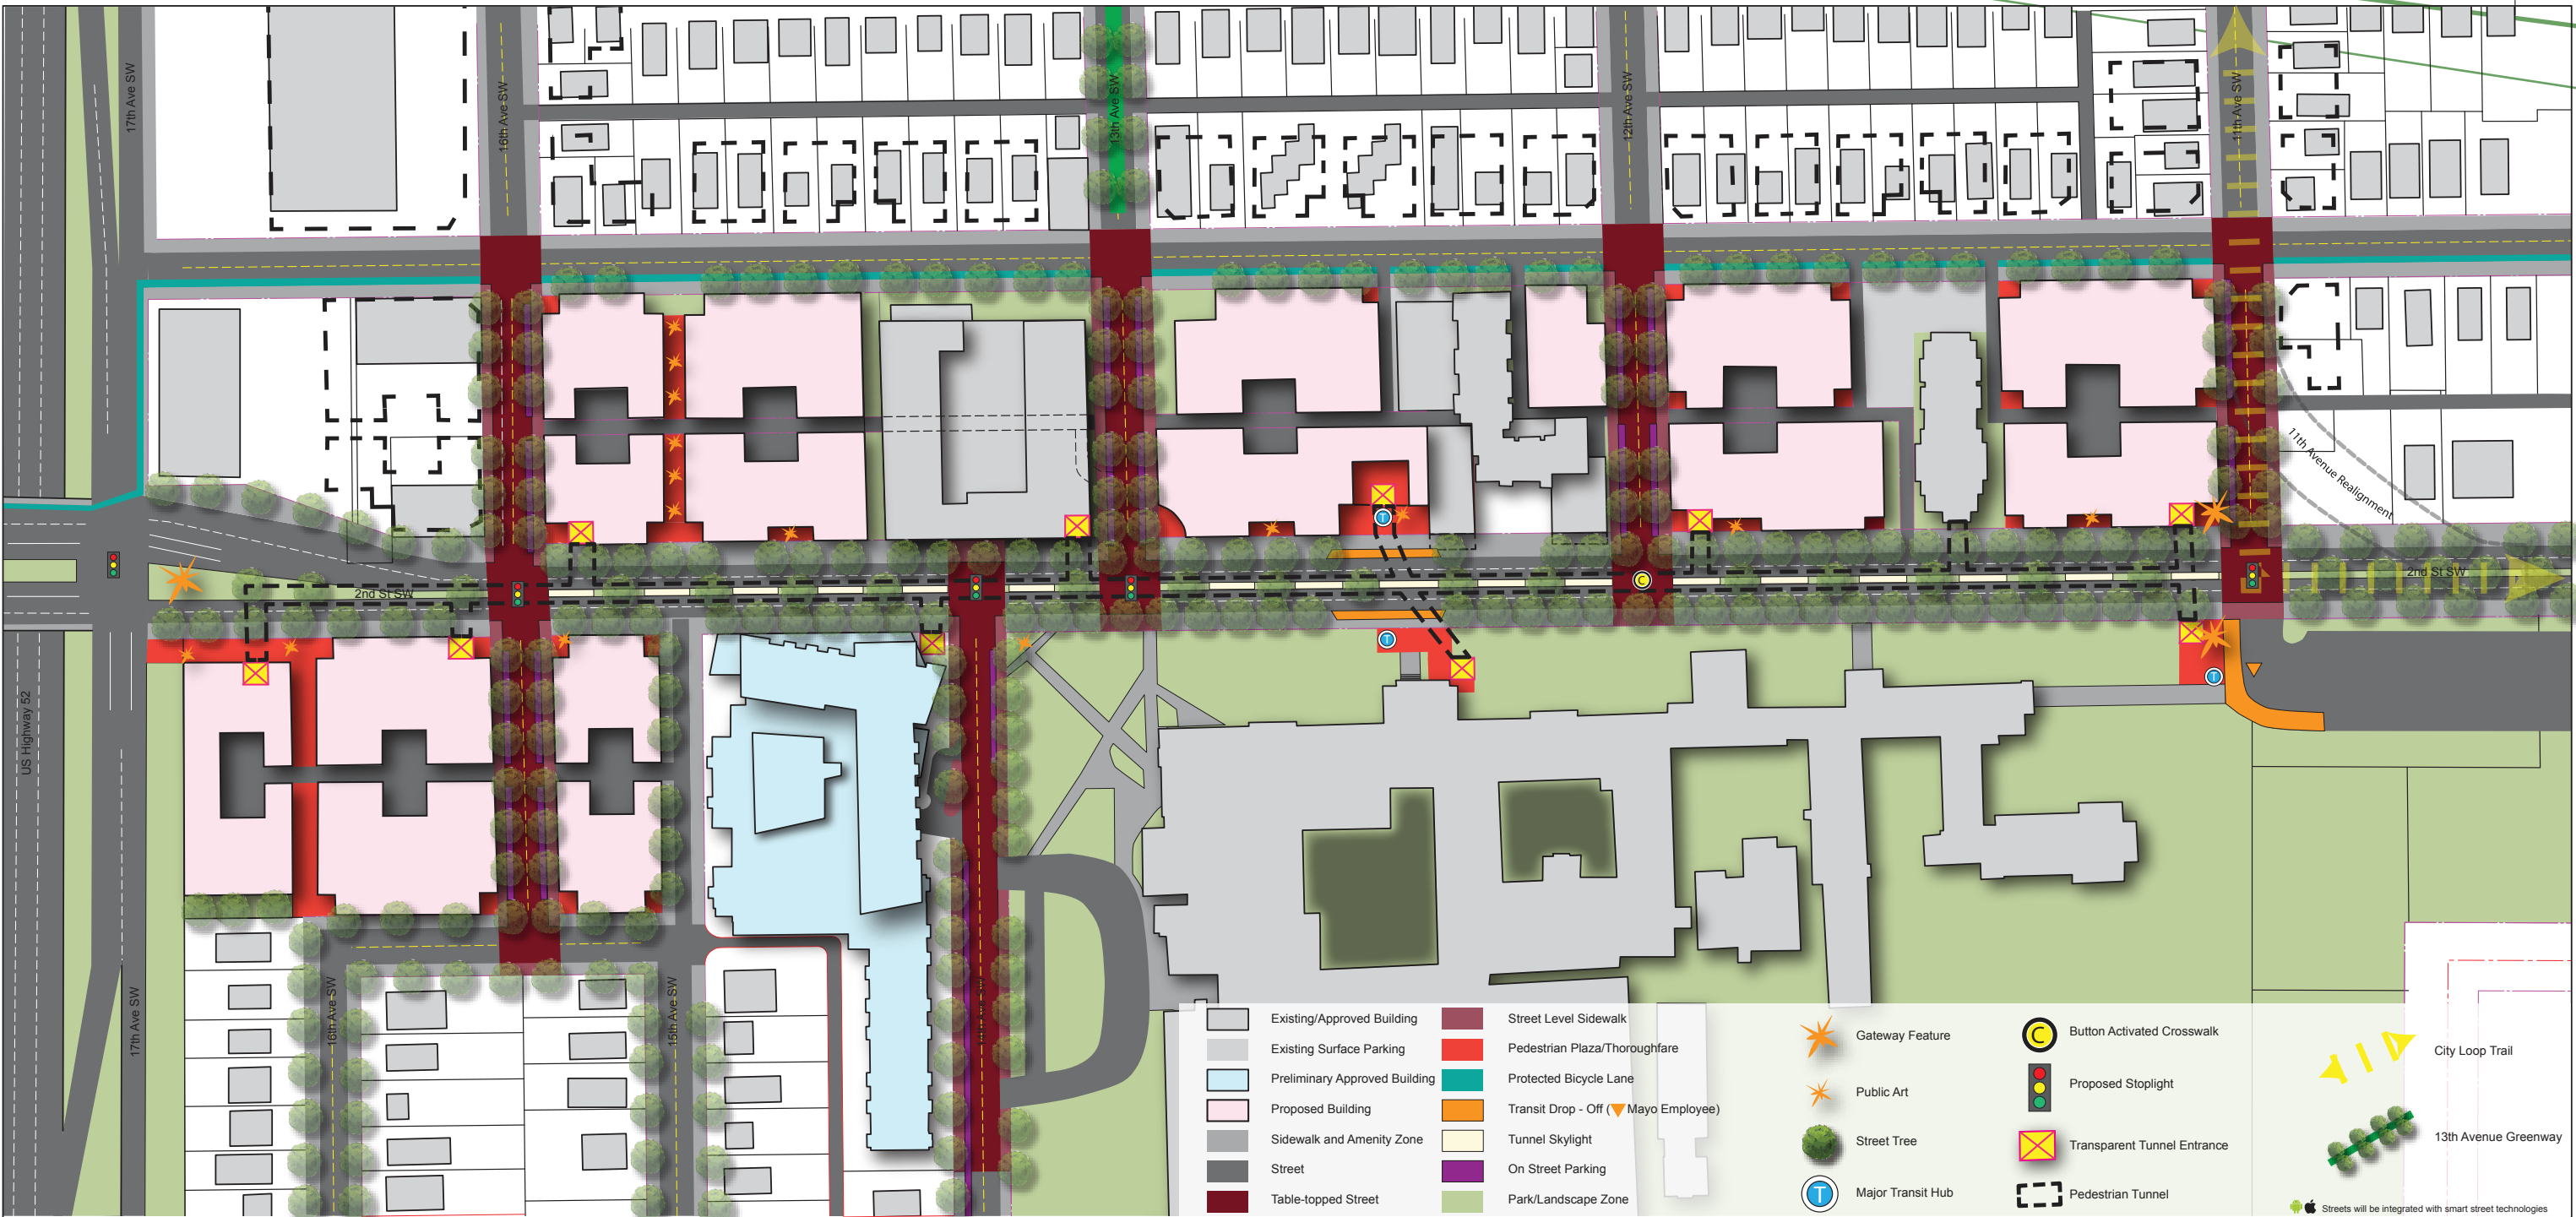 17th Ave SW
16th Ave SW
13th Ave SW
12th Ave SW
11th Ave SW
11th Avenue Realignment
T
C
2nd St SW
2nd St SW
T
T
US Highway 52
17th Ave SW
16th Ave SW
15th Ave SW
Existing/Approved Building
Existing Surface Parking
Preliminary Approved Building
Proposed Building
Sidewalk and Amenity Zone
Street
Table-topped Street
Street Level Sidewalk
Pedestrian Plaza/Thoroughfare
Protected Bicycle Lane
Transit Drop - Off ( Mayo Employee)
Tunnel Skylight
On Street Parking
Park/Landscape Zone
Gateway Feature
Public Art
Street Tree
T Major Transit Hub
C Button Activated Crosswalk
Proposed Stoplight
Transparent Tunnel Entrance
Pedestrian Tunnel
City Loop Trail
13th Avenue Greenway
Streets will be integrated with smart street technologies